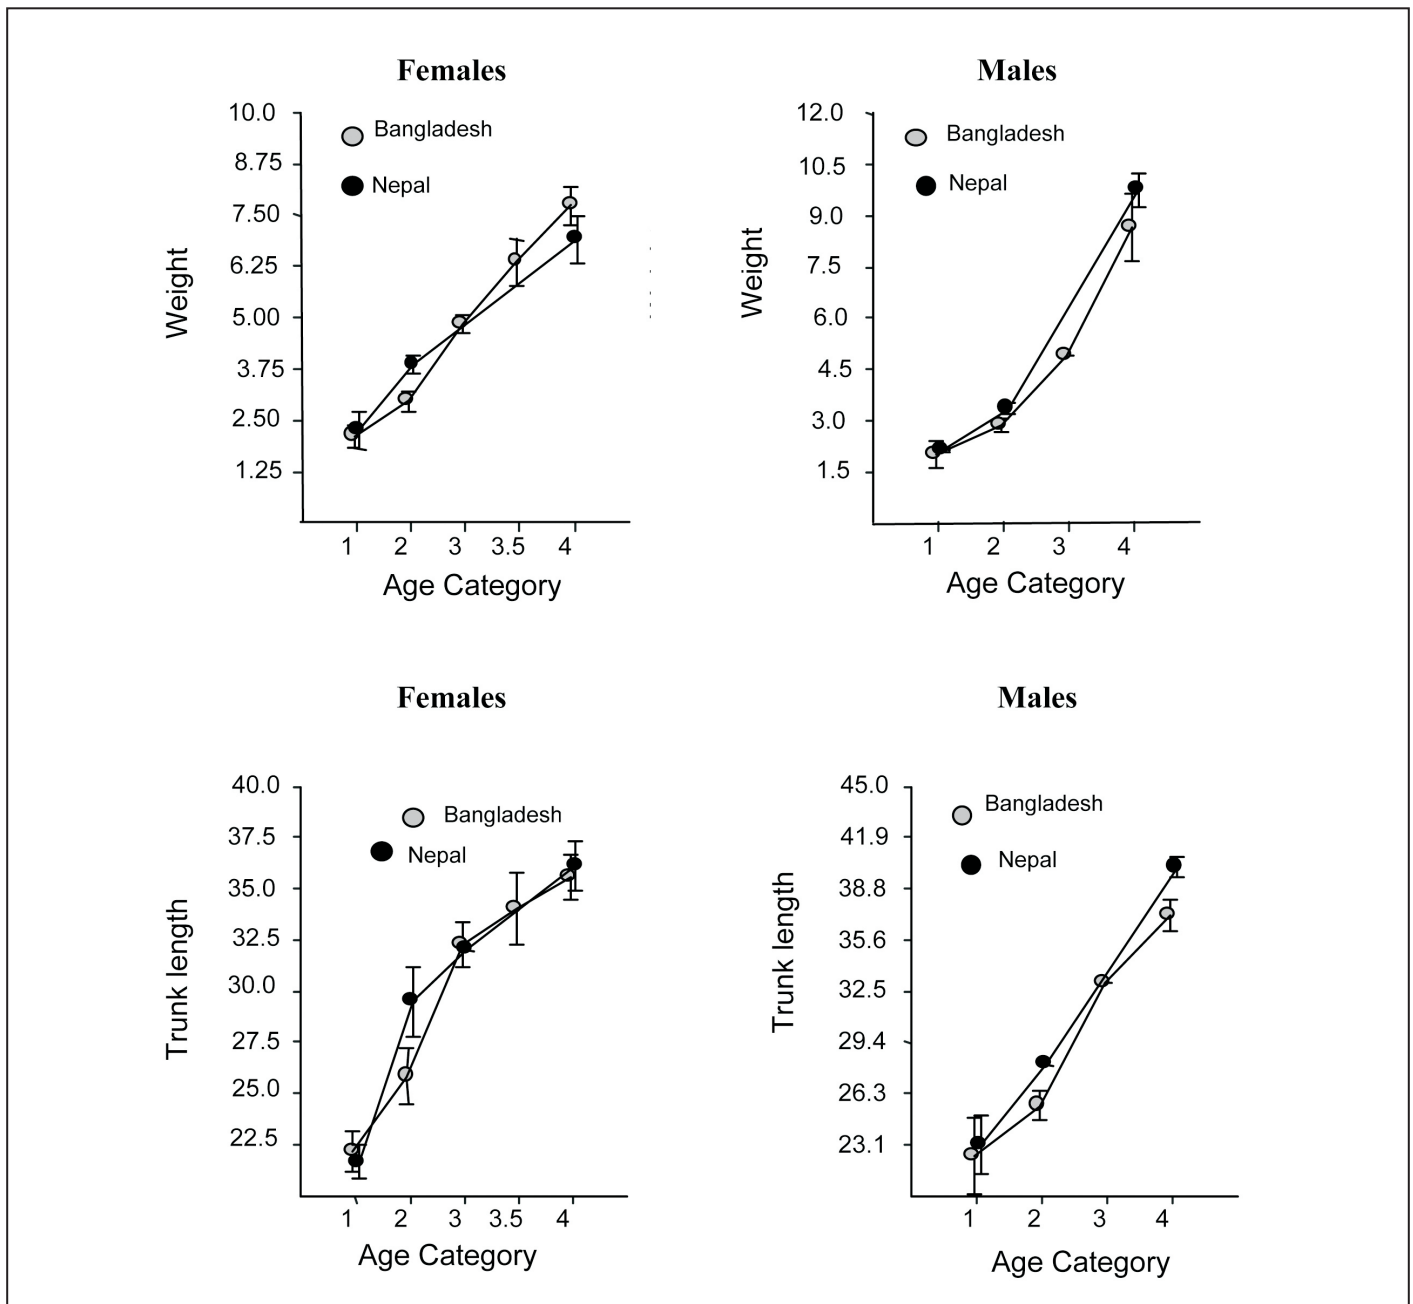 Females
10.0
8.75
7.50
6.25
5.00
3.75
2.50
1.25
Weight
Bangladesh
Nepal
1 2 3 3.5 4
Age Category
Males
12.0
10.5
9.0
7.5
6.0
4.5
3.0
1.5
Weight
Bangladesh
Nepal
1 2 3 4
Age Category
Females
40.0
37.5
35.0
32.5
30.0
27.5
25.0
22.5
Trunk length
Bangladesh
Nepal
1 2 3 3.5 4
Age Category
Males
45.0
41.9
38.8
35.6
32.5
29.4
26.3
23.1
Trunk length
Bangladesh
Nepal
1 2 3 4
Age Category